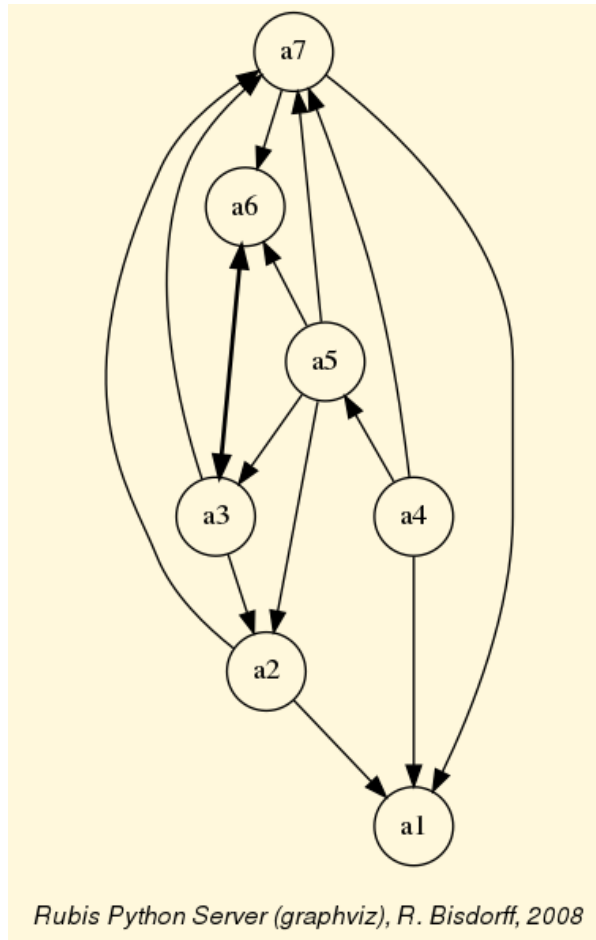 a7
a6
a5
a3
a4
a2
a1
Rubis Python Server (graphviz), R. Bisdorff, 2008